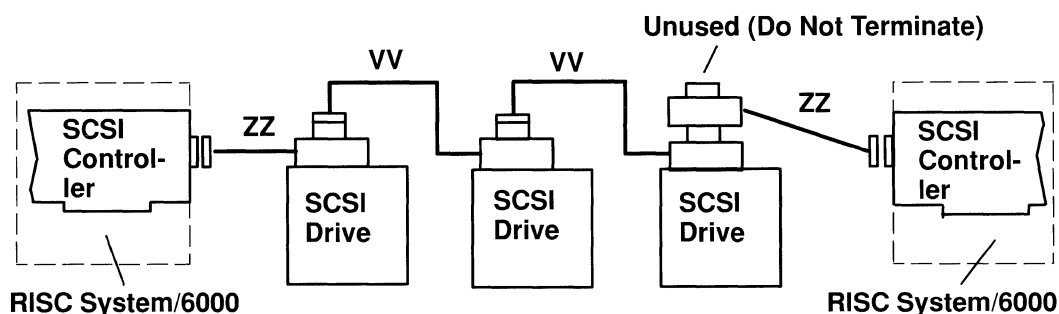 Unused (Do Not Terminate)
VV
VV
ZZ
ZZ
SCSI
Control-
ler
SCSI
Drive
SCSI
Drive
SCSI
Drive
SCSI
Control-
ler
RISC System/6000
RISC System/6000